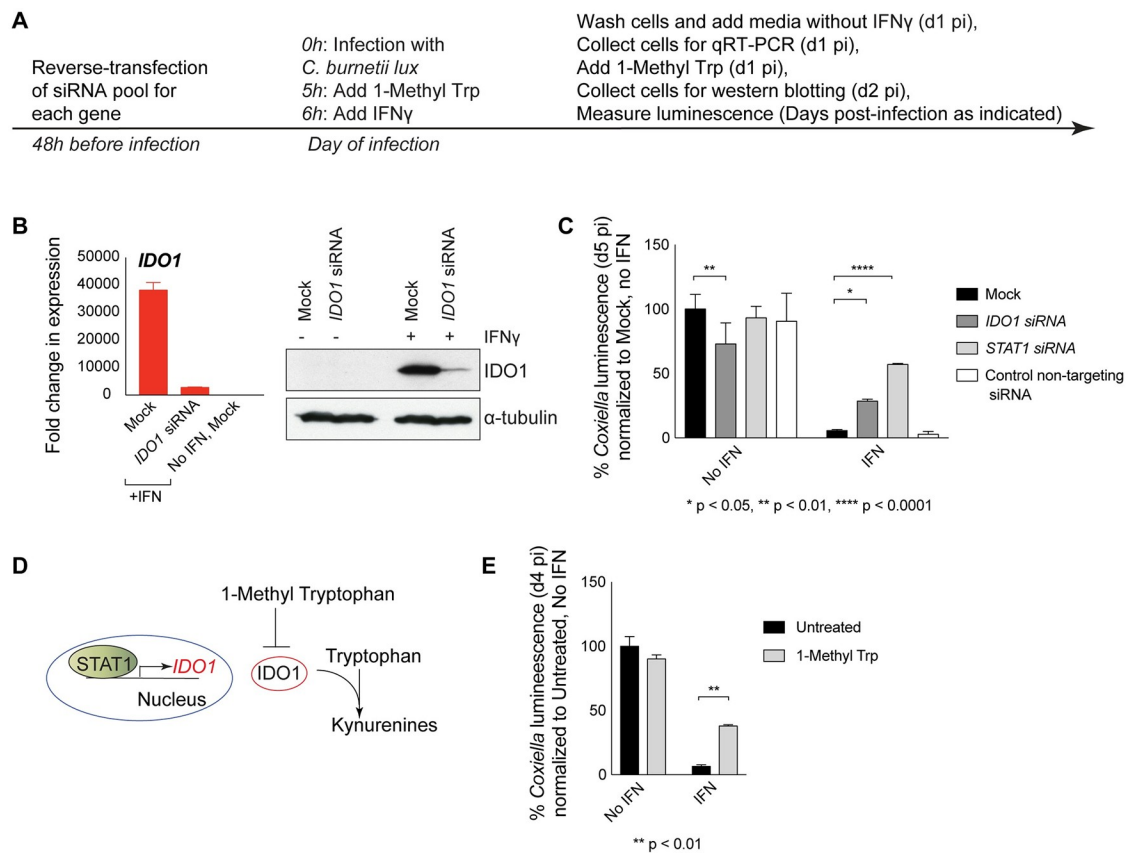 A
Reverse-transfection
of siRNA pool for
each gene
48h before infection
0h: Infection with
C. burnetii lux
5h: Add 1-Methyl Trp
6h: Add IFNγ
Day of infection
Wash cells and add media without IFNγ (d1 pi),
Collect cells for qRT-PCR (d1 pi),
Add 1-Methyl Trp (d1 pi),
Collect cells for western blotting (d2 pi),
Measure luminescence (Days post-infection as indicated)
B
Fold change in expression
50000
40000
30000
20000
10000
0
IDO1
Mock
IDO1 siRNA
No IFN, Mock
+IFN
Mock
IDO1 siRNA
Mock
IDO1 siRNA
- - + + IFNγ
IDO1
α-tubulin
C
% Coxiella luminescence (d5 pi)
normalized to Mock, no IFN
150
100
50
0
**
****
*
No IFN
IFN
Mock
IDO1 siRNA
STAT1 siRNA
Control non-targeting
siRNA
* p < 0.05, ** p < 0.01, **** p < 0.0001
D
1-Methyl Tryptophan
STAT1
IDO1
Nucleus
IDO1
Tryptophan
Kynurenines
E
% Coxiella lumineescence (d4 pi)
normalized to Untreated, No IFN
150
100
50
0
**
No IFN
IFN
Untreated
1-Methyl Trp
** p < 0.01